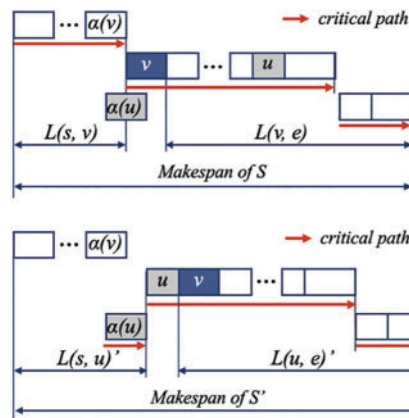 ... α(v) critical path
v ... u
α(u)
L(s, v) L(v, e)
Makespan of S
... α(v) critical path
u v ...
α(u)
L(s, u)' L(u, e)'
Makespan of S'